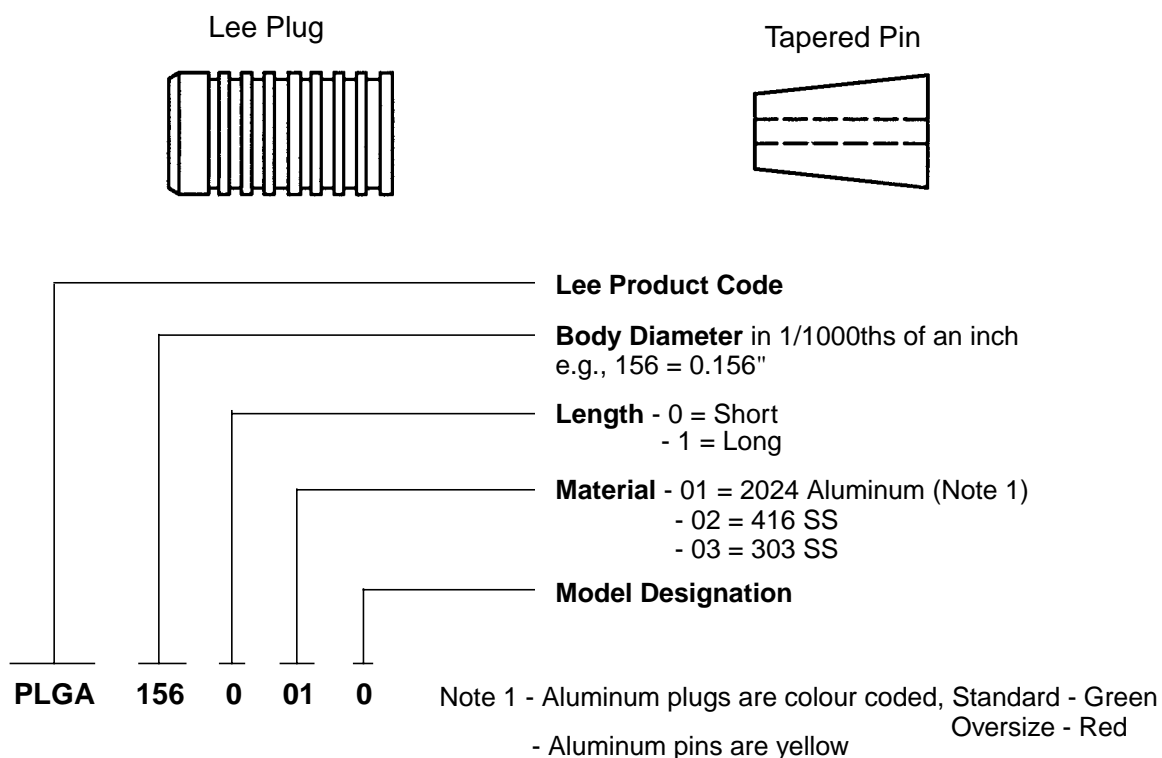 Lee Plug
Tapered Pin
Lee Product Code
Body Diameter in 1/1000ths of an inch
e.g., 156 = 0.156"
Length - 0 = Short
- 1 = Long
Material - 01 = 2024 Aluminum (Note 1)
- 02 = 416 SS
- 03 = 303 SS
Model Designation
PLGA 156 0 01 0
Note 1 - Aluminum plugs are colour coded, Standard - Green
Oversize - Red
- Aluminum pins are yellow